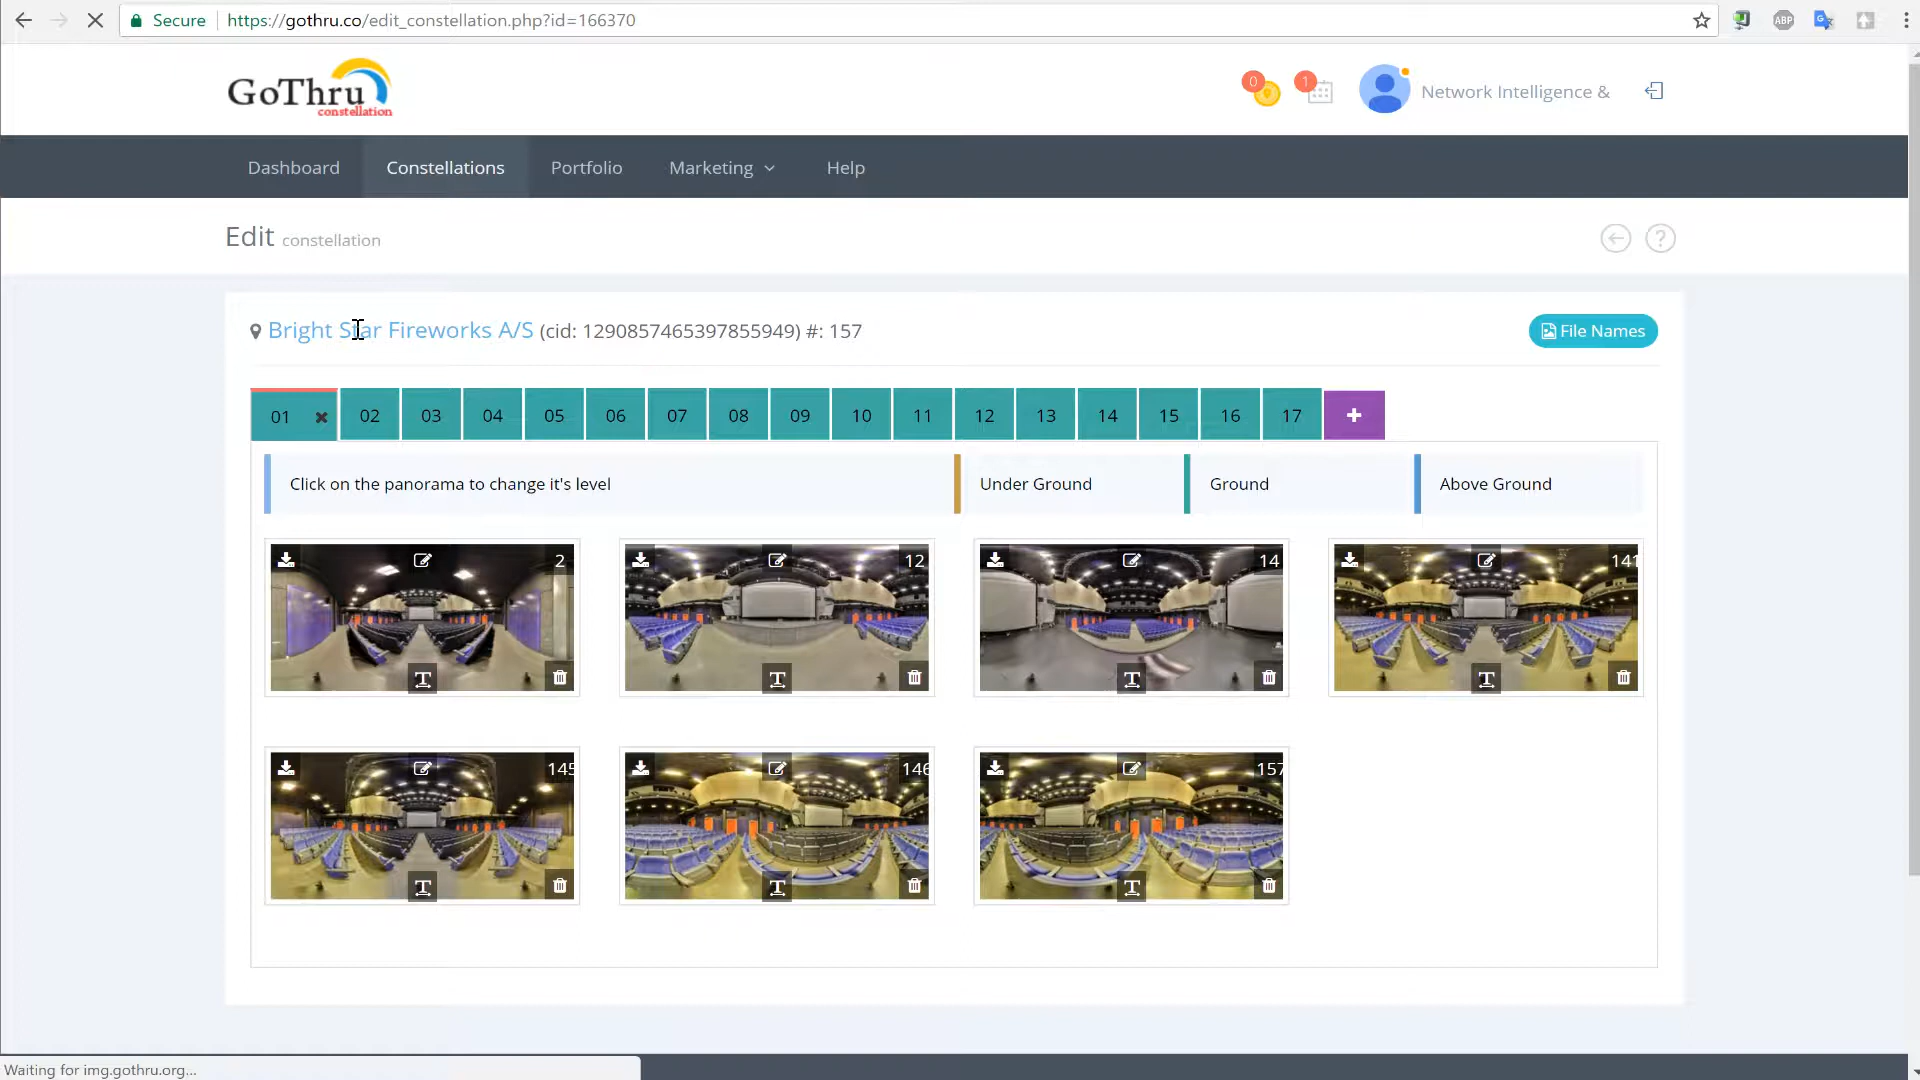 Secure https://gothru.co/edit_constellation.php?id=166370
ABP
GoThru
constellation
0
1
Network Intelligence &
Dashboard
Constellations
Portfolio
Marketing
Help
Edit constellation
?
Bright Star Fireworks A/S (cid: 1290857465397855949) #: 157
File Names
01 02 03 04 05 06 07 08 09 10 11 12 13 14 15 16 17 +
Click on the panorama to change it's level
Under Ground
Ground
Above Ground
2
12
14
141
T
T
T
T
145
146
157
T
T
T
Waiting for img.gothru.org...